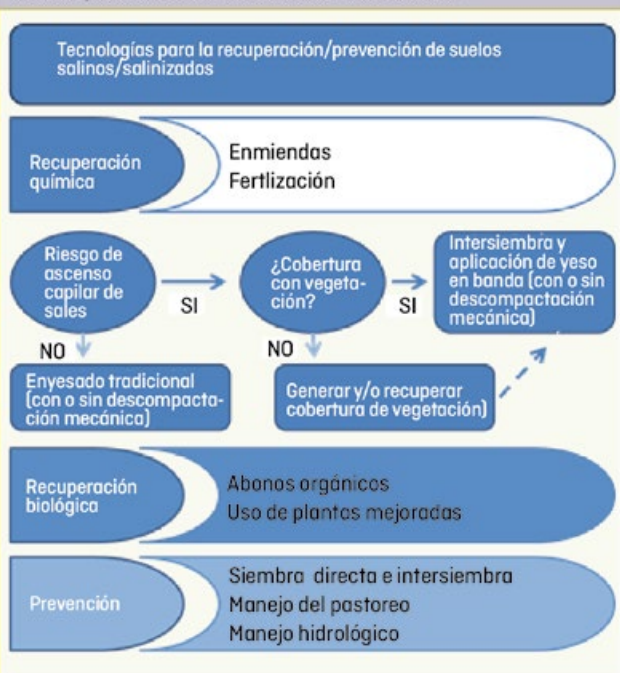 Tecnologías para la recuperación/prevención de suelos
salinos/salinizados
Recuperación
química
Enmiendas
Fertlización
Riesgo de
ascenso
capilar de
sales
SI
¿Cobertura
con vegeta-
ción?
SI
Intersiembra y
aplicación de yeso
en banda (con o sin
descompactación
mecánica)
NO
NO
Enyesado tradicional
(con o sin descompacta-
ción mecánica)
Generar y/o recuperar
cobertura de vegetación)
Recuperación
biológica
Abonos orgánicos
Uso de plantas mejoradas
Prevención
Siembra directa e intersiembra
Manejo del pastoreo
Manejo hidrológico